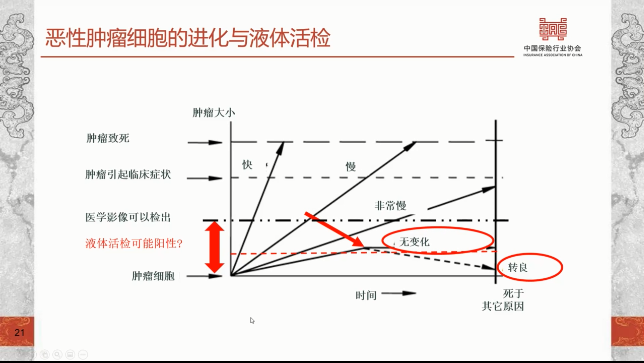 恶性肿瘤细胞的进化与液体活检
中国保险行业协会
INSURANCE ASSOCIATION OF CHINA
肿瘤大小
肿瘤致死
快
慢
肿瘤引起临床症状
非常慢
医学影像可以检出
液体活检可能阳性?
无变化
转良
肿瘤细胞
时间
死于
其它原因
21